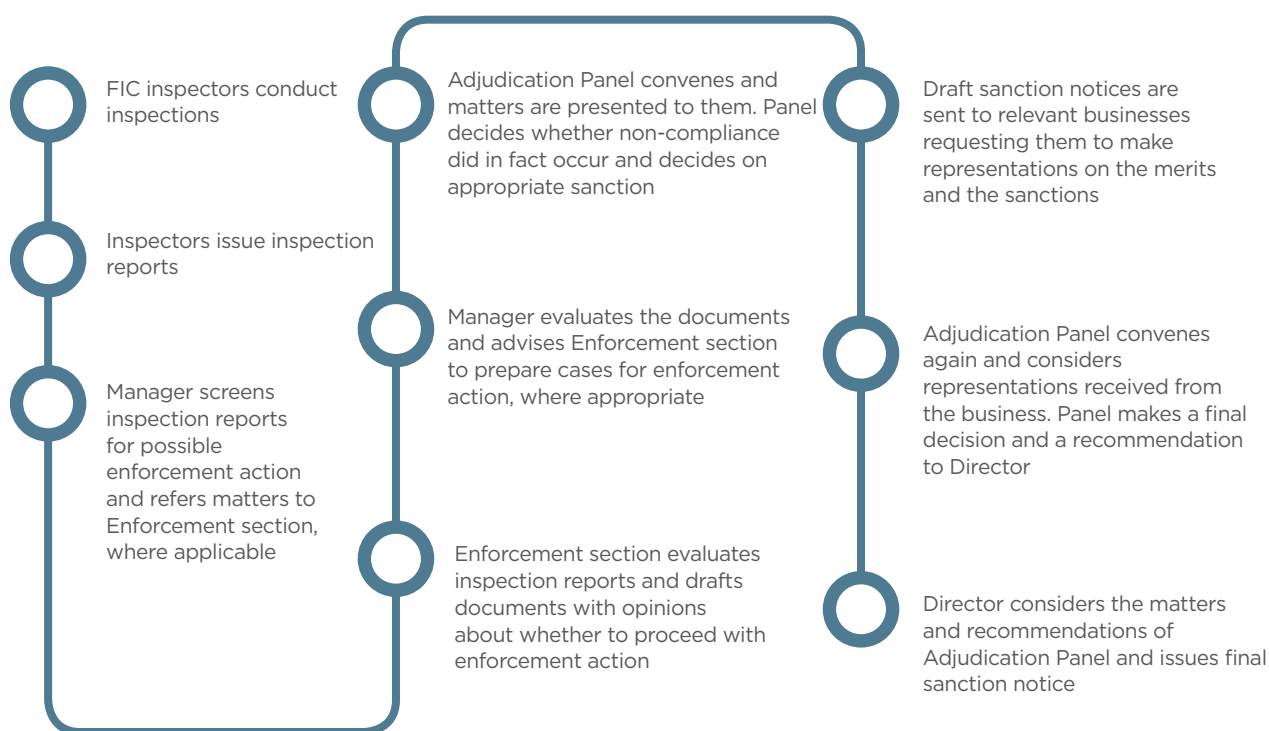 FIC inspectors conduct
inspections
Inspectors issue inspection
reports
Manager screens
inspection reports
for possible
enforcement action
and refers matters to
Enforcement section,
where applicable
Enforcement section evaluates
inspection reports and drafts
documents with opinions
about whether to proceed with
enforcement action
Manager evaluates the documents
and advises Enforcement section
to prepare cases for enforcement
action, where appropriate
Adjudication Panel convenes and
matters are presented to them. Panel
decides whether non-compliance
did in fact occur and decides on
appropriate sanction
Draft sanction notices are
sent to relevant businesses
requesting them to make
representations on the merits
and the sanctions
Adjudication Panel convenes
again and considers
representations received from
the business. Panel makes a final
decision and a recommendation
to Director
Director considers the matters
and recommendations of
Adjudication Panel and issues final
sanction notice